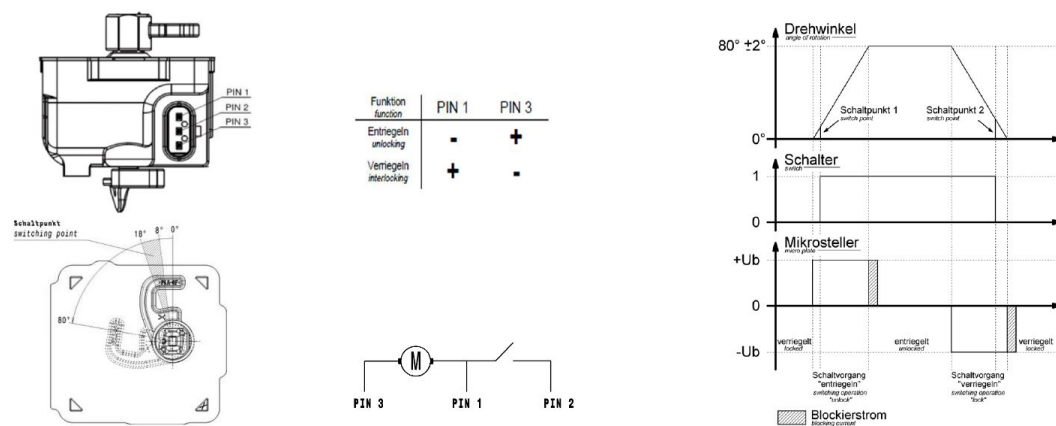 PIN 1
PIN 2
PIN 3
Schaltpunkt
switching point
18° 8° 0°
80°
Funktion PIN 1 PIN 3
function
Entriegeln - +
unlocking
Verriegeln + -
interlocking
M
PIN 3 PIN 1 PIN 2
Drehwinkel
angle of rotation
80° ±2°
Schaltpunkt 1 Schaltpunkt 2
switch point switch point
0°
Schalter
switch
1
0
Mikrosteller
+Ub
0
verriegelt entriegelt verriegelt
locked unlocked locked
-Ub
Schaltvorgang Schaltvorgang
"entriegeln" "verriegeln"
switching operation switching operation
"unlock" "lock"
Blockierstrom
blocking current